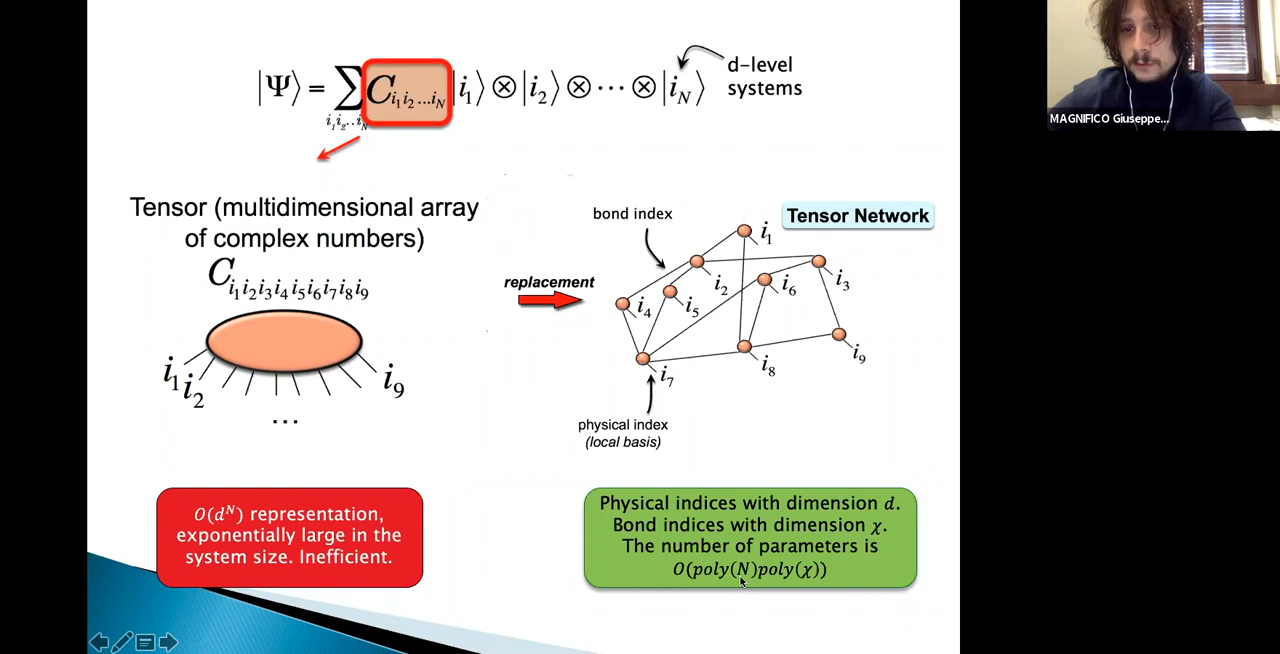 |Ψ⟩ = ∑ C_{i₁i₂...i_N} |i₁⟩ ⊗ |i₂⟩ ⊗ ⋯ ⊗ |i_N⟩
i₁i₂..i_N
d-level
systems
MAGNIFICO Giuseppe...
Tensor (multidimensional array
of complex numbers)
C_{i₁i₂i₃i₄i₅i₆i₇i₈i₉}
i₁
i₂
i₉
...
replacement
bond index
Tensor Network
i₁
i₂
i₃
i₄
i₅
i₆
i₇
i₈
i₉
physical index
(local basis)
O(d^N) representation,
exponentially large in the
system size. Inefficient.
Physical indices with dimension d.
Bond indices with dimension χ.
The number of parameters is
O(poly(N)poly(χ))